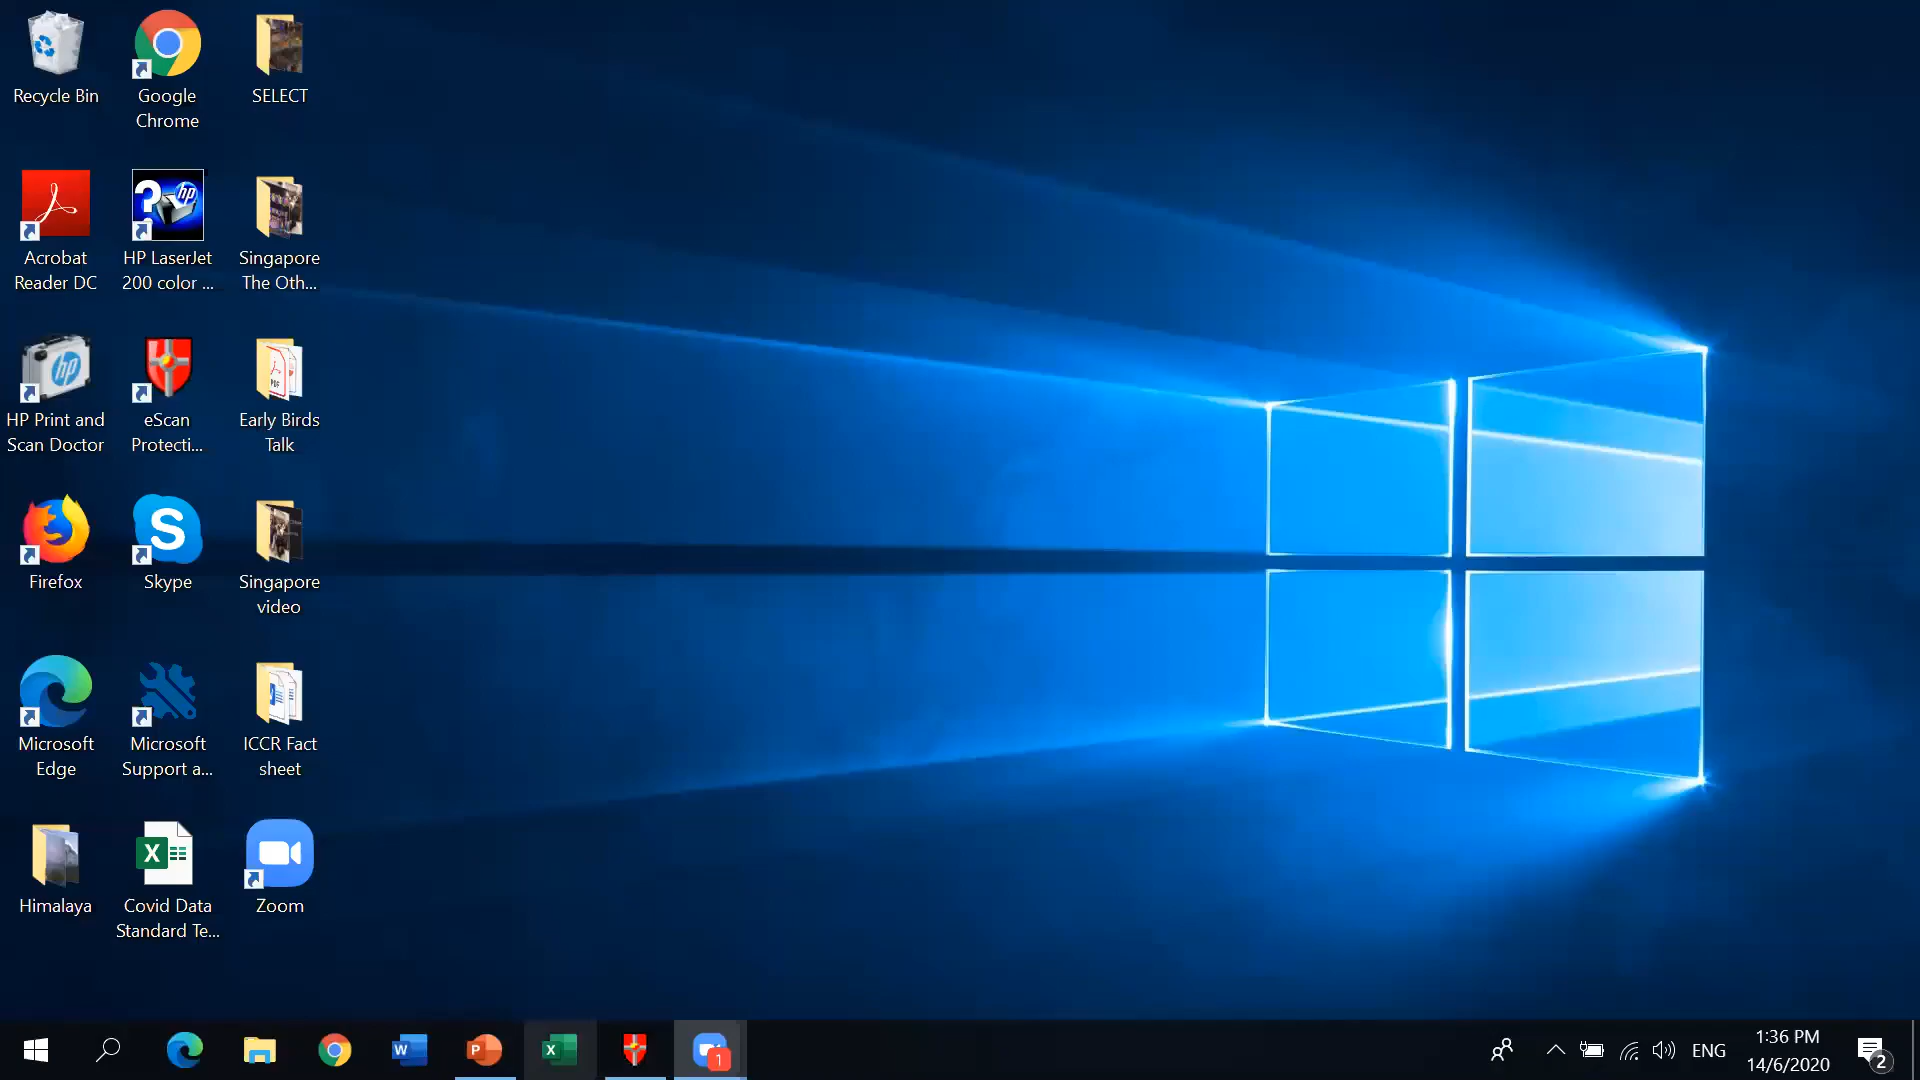 Recycle Bin
Google
Chrome
SELECT
Acrobat
Reader DC
HP LaserJet
200 color ...
Singapore
The Oth...
HP Print and
Scan Doctor
eScan
Protecti...
Early Birds
Talk
Firefox
Skype
Singapore
video
Microsoft
Edge
Microsoft
Support a...
ICCR Fact
sheet
Himalaya
Covid Data
Standard Te...
Zoom
1
ENG
1:36 PM
14/6/2020
2